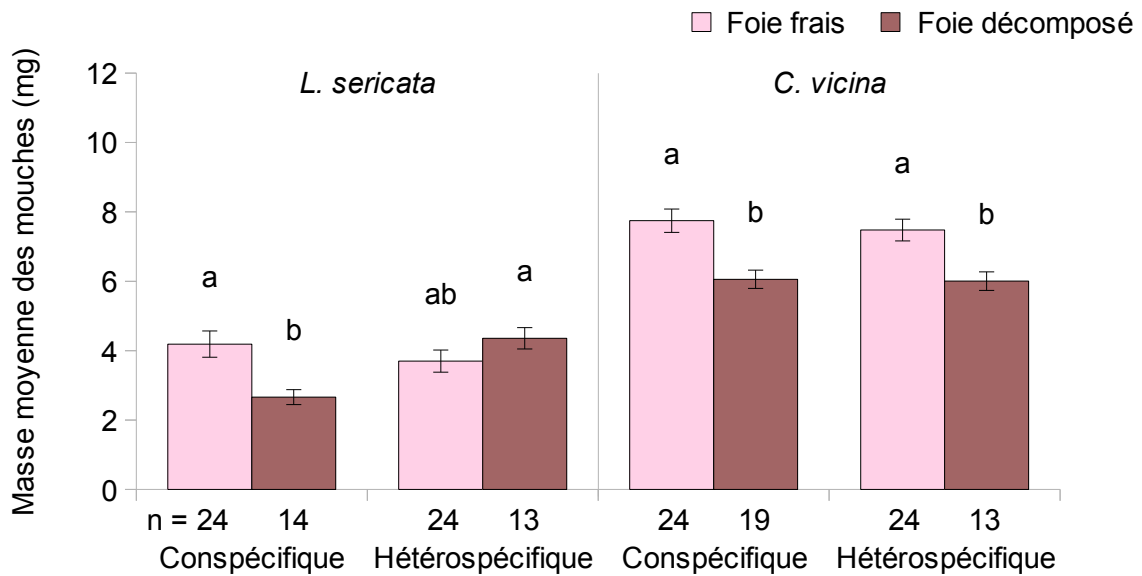 Foie frais Foie décomposé
Masse moyenne des mouches (mg)
12
10
8
6
4
2
0
L. sericata C. vicina
a b ab a a b a b
n = 24 14 24 13 24 19 24 13
Conspécifique Hétérospécifique Conspécifique Hétérospécifique